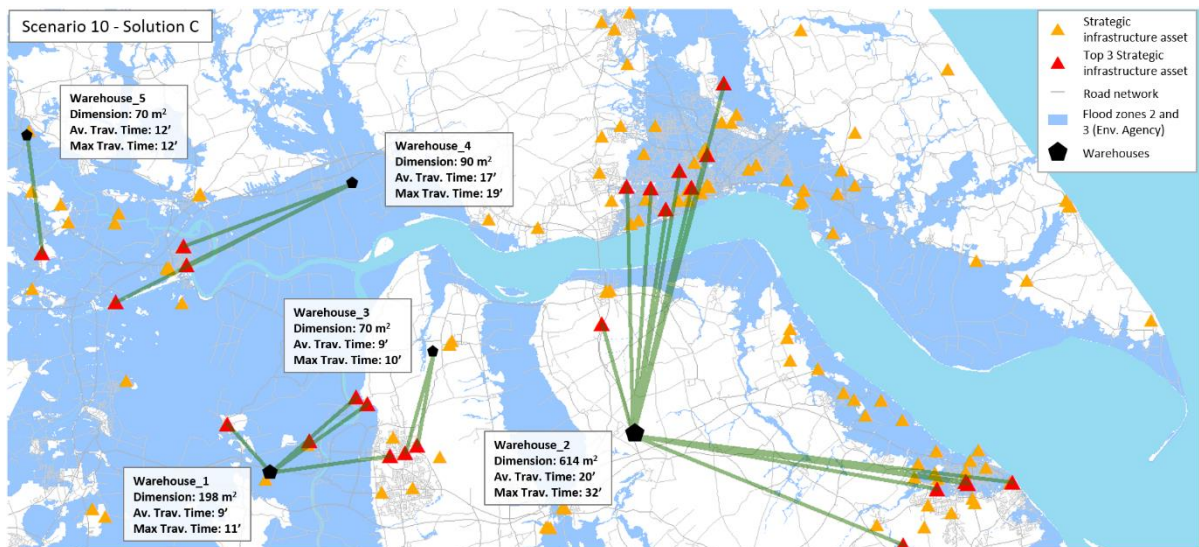 Scenario 10 - Solution C
Warehouse_5
Dimension: 70 m²
Av. Trav. Time: 12’
Max Trav. Time: 12’
Warehouse_4
Dimension: 90 m²
Av. Trav. Time: 17’
Max Trav. Time: 19’
Warehouse_3
Dimension: 70 m²
Av. Trav. Time: 9’
Max Trav. Time: 10’
Warehouse_1
Dimension: 198 m²
Av. Trav. Time: 9’
Max Trav. Time: 11’
Warehouse_2
Dimension: 614 m²
Av. Trav. Time: 20’
Max Trav. Time: 32’
Strategic
infrastructure asset
Top 3 Strategic
infrastructure asset
Road network
Flood zones 2 and
3 (Env. Agency)
Warehouses